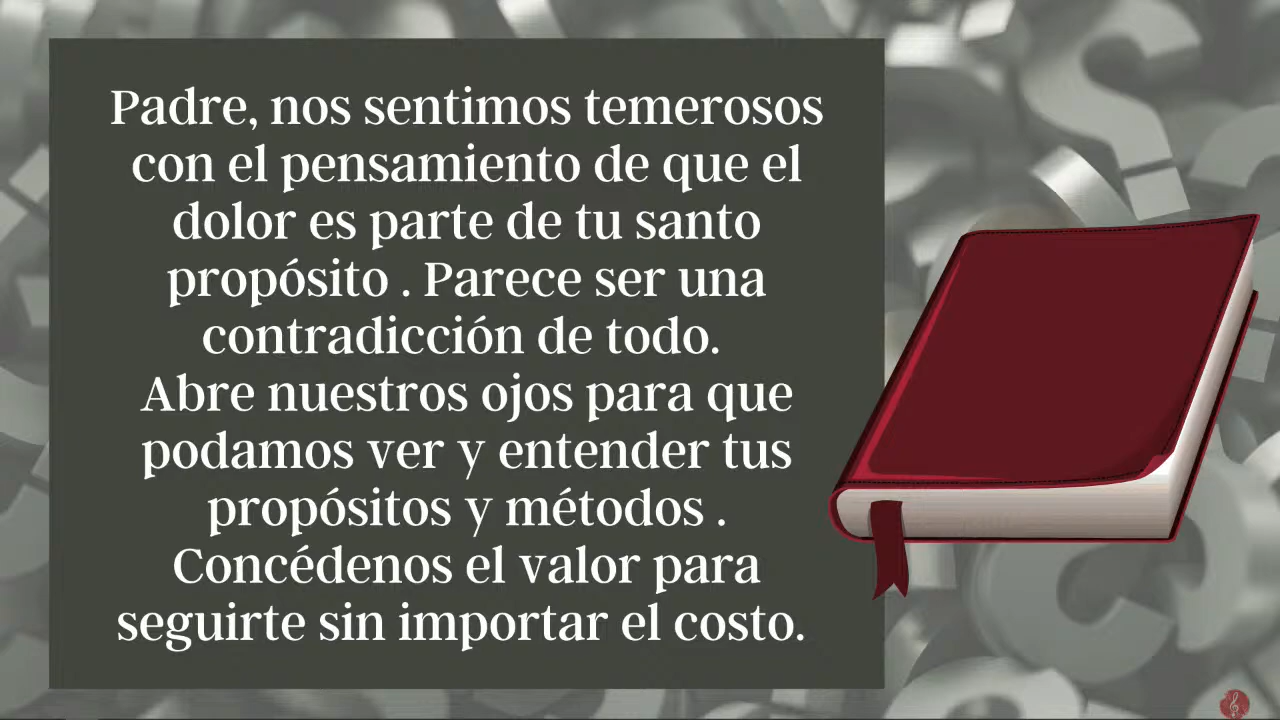 Padre, nos sentimos temerosos
con el pensamiento de que el
dolor es parte de tu santo
propósito . Parece ser una
contradicción de todo.
Abre nuestros ojos para que
podamos ver y entender tus
propósitos y métodos .
Concédenos el valor para
seguirte sin importar el costo.